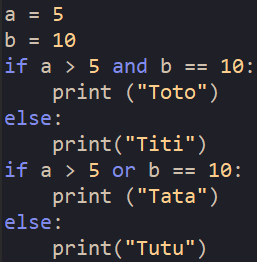 a = 5
b = 10
if a > 5 and b == 10:
    print ("Toto")
else:
    print("Titi")
if a > 5 or b == 10:
    print ("Tata")
else:
    print("Tutu")